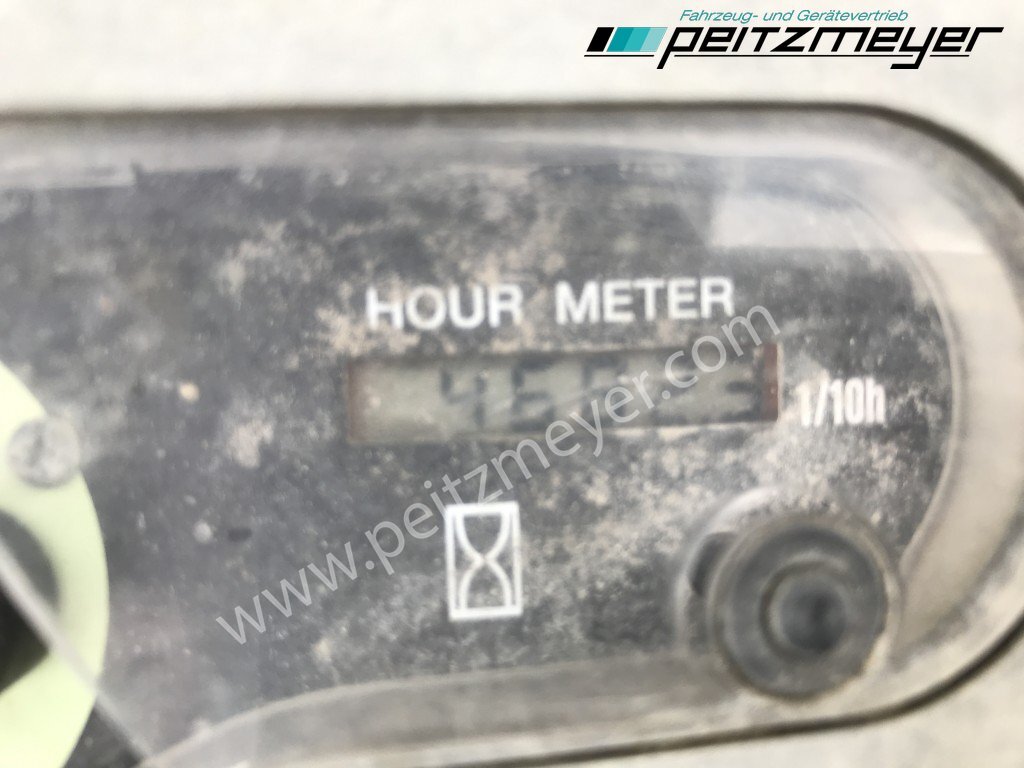 Fahrzeug- und Gerätevertrieb
peitzmeyer
HOUR METER
1/10h
www.peitzmeyer.com